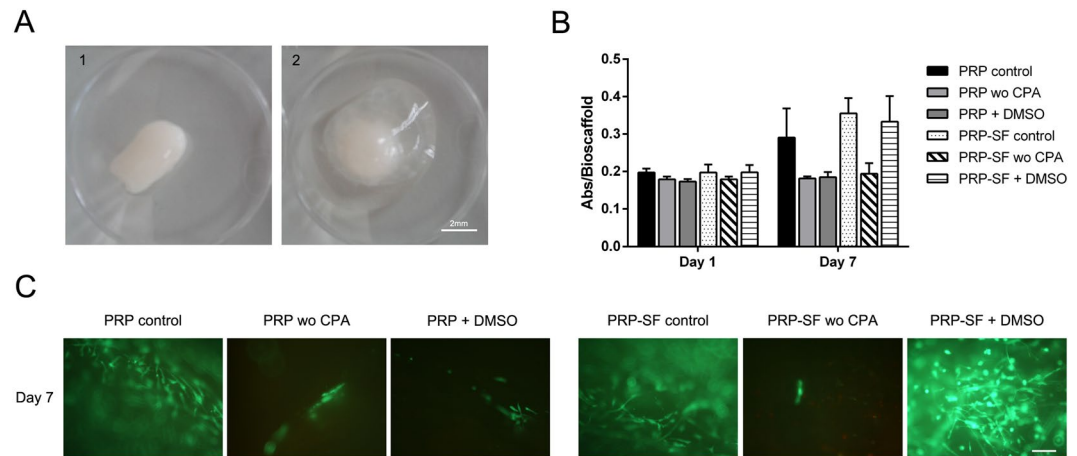 A
1
2
2mm
B
Abs/Bioscaffold
0.5
0.4
0.3
0.2
0.1
0.0
Day 1
Day 7
PRP control
PRP wo CPA
PRP + DMSO
PRP-SF control
PRP-SF wo CPA
PRP-SF + DMSO
C
PRP control
PRP wo CPA
PRP + DMSO
PRP-SF control
PRP-SF wo CPA
PRP-SF + DMSO
Day 7